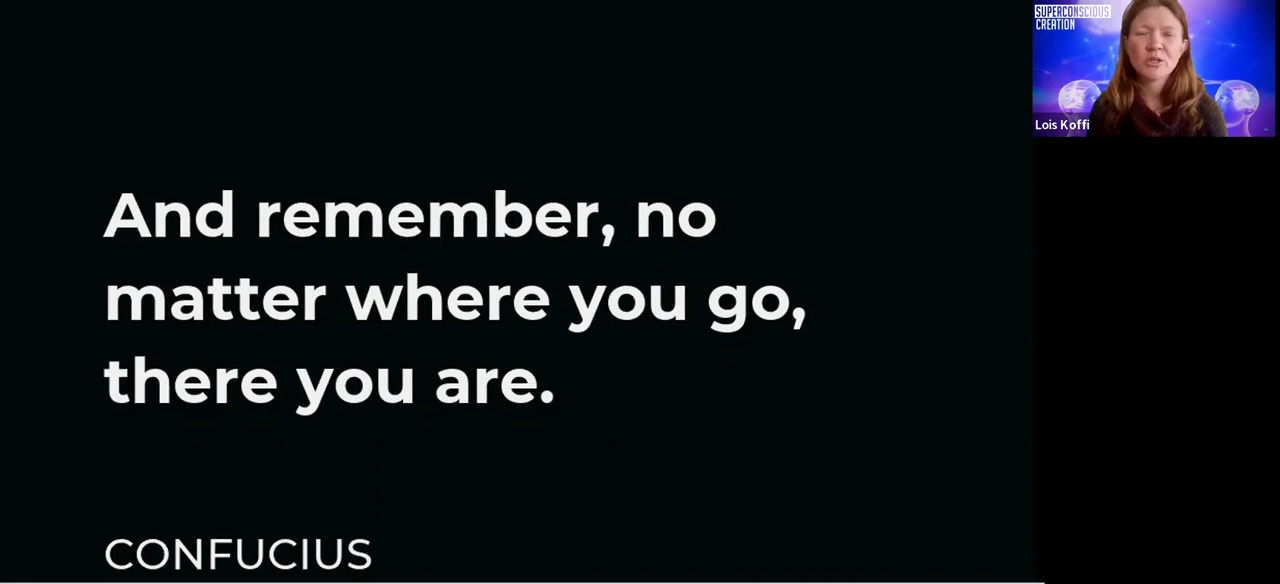 And remember, no
matter where you go,
there you are.
CONFUCIUS
SUPERCONSCIOUS
CREATION
Lois Koffi